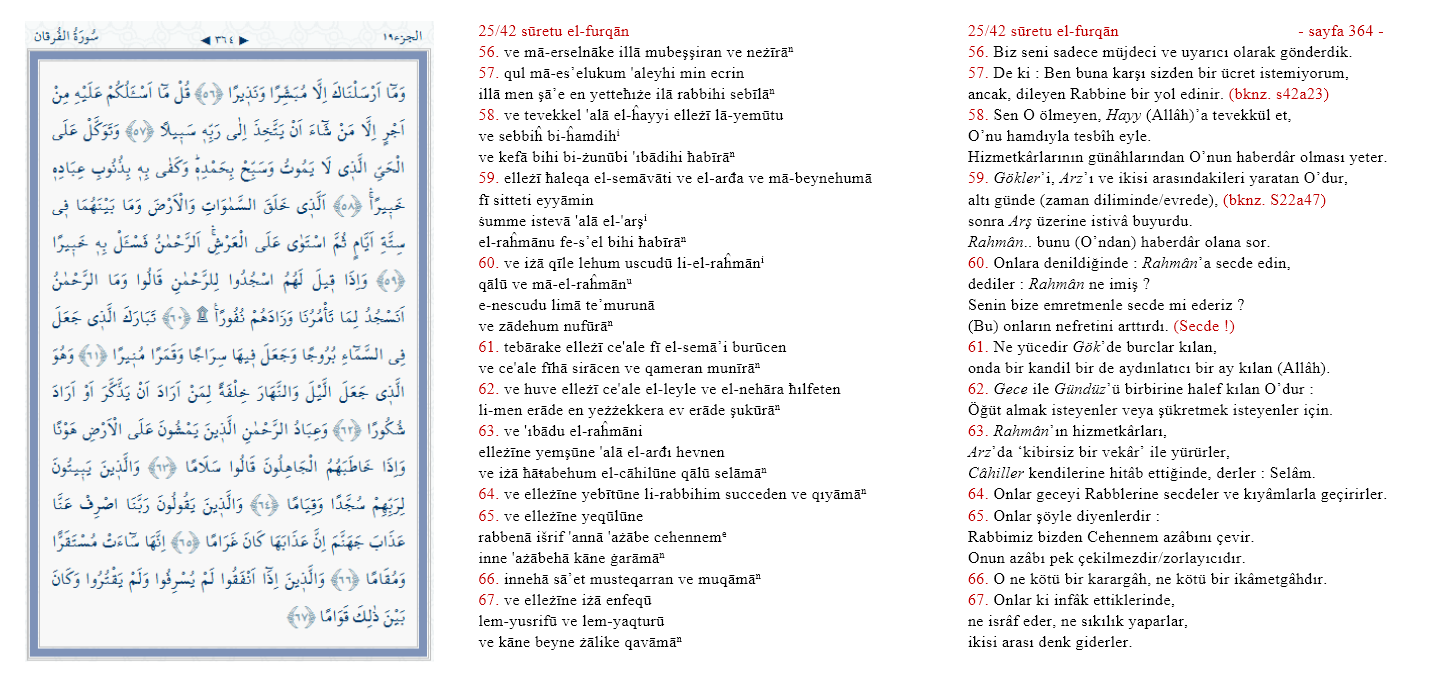 سُورَةُ الفُرقان
◄ ٣٦٤ ►
الجزء١٩
وَمَٓا اَرْسَلْنَاكَ اِلَّا مُبَشِّرًا وَنَذ۪يرًا ﴿٥٦﴾ قُلْ مَٓا اَسْـَٔلُكُمْ عَلَيْهِ مِنْ
اَجْرٍ اِلَّا مَنْ شَٓاءَ اَنْ يَتَّخِذَ اِلٰى رَبِّه۪ سَب۪يلًا ﴿٥٧﴾ وَتَوَكَّلْ عَلَى
الْحَيِّ الَّذ۪ي لَا يَمُوتُ وَسَبِّحْ بِحَمْدِه۪ۜ وَكَفٰى بِه۪ بِذُنُوبِ عِبَادِه۪
خَب۪يرًاۚ ﴿٥٨﴾ اَلَّذ۪ي خَلَقَ السَّمٰوَاتِ وَالْاَرْضَ وَمَا بَيْنَهُمَا ف۪ي
سِتَّةِ اَيَّامٍ ثُمَّ اسْتَوٰى عَلَى الْعَرْشِۚ اَلرَّحْمٰنُ فَسْـَٔلْ بِه۪ خَب۪يرًا
﴿٥٩﴾ وَاِذَا ق۪يلَ لَهُمُ اسْجُدُوا لِلرَّحْمٰنِ قَالُوا وَمَا الرَّحْمٰنُ
اَنَسْجُدُ لِمَا تَأْمُرُنَا وَزَادَهُمْ نُفُورًاۚ ۩ ﴿٦٠﴾ تَبَارَكَ الَّذ۪ي جَعَلَ
فِي السَّمَٓاءِ بُرُوجًا وَجَعَلَ ف۪يهَا سِرَاجًا وَقَمَرًا مُن۪يرًا ﴿٦١﴾ وَهُوَ
الَّذ۪ي جَعَلَ الَّيْلَ وَالنَّهَارَ خِلْفَةً لِمَنْ اَرَادَ اَنْ يَذَّكَّرَ اَوْ اَرَادَ
شُكُورًا ﴿٦٢﴾ وَعِبَادُ الرَّحْمٰنِ الَّذ۪ينَ يَمْشُونَ عَلَى الْاَرْضِ هَوْنًا
وَاِذَا خَاطَبَهُمُ الْجَاهِلُونَ قَالُوا سَلَامًا ﴿٦٣﴾ وَالَّذ۪ينَ يَب۪يتُونَ
لِرَبِّهِمْ سُجَّدًا وَقِيَامًا ﴿٦٤﴾ وَالَّذ۪ينَ يَقُولُونَ رَبَّنَا اصْرِفْ عَنَّا
عَذَابَ جَهَنَّمَ اِنَّ عَذَابَهَا كَانَ غَرَامًا ﴿٦٥﴾ اِنَّهَا سَٓاءَتْ مُسْتَقَرًّا
وَمُقَامًا ﴿٦٦﴾ وَالَّذ۪ينَ اِذَٓا اَنْفَقُوا لَمْ يُسْرِفُوا وَلَمْ يَقْتُرُوا وَكَانَ
بَيْنَ ذٰلِكَ قَوَامًا ﴿٦٧﴾
25/42 sūretu el-furqān
56. ve mā-erselnāke illā mubeşşiran ve neẑīrāⁿ
57. qul mā-es’elukum 'aleyhi min ecrin
illā men şā’e en yetteħıẑe ilā rabbihi sebīlāⁿ
58. ve tevekkel 'alā el-ĥayyi elleẑī lā-yemūtu
ve sebbiĥ bi-ĥamdihⁱ
ve kefā bihi bi-ẑunūbi 'ıbādihi ħabīrāⁿ
59. elleẑī ħaleqa el-semāvāti ve el-arđa ve mā-beynehumā
fī sitteti eyyāmin
ṡumme istevā 'alā el-'arşⁱ
el-raĥmānu fe-s’el bihi ħabīrāⁿ
60. ve iẑā qīle lehum uscudū li-el-raĥmānⁱ
qālū ve mā-el-raĥmānᵘ
e-nescudu limā te’murunā
ve zādehum nufūrāⁿ
61. tebārake elleẑī ce'ale fī el-semā’i burūcen
ve ce'ale fīhā sirācen ve qameran munīrāⁿ
62. ve huve elleẑī ce'ale el-leyle ve el-nehāra ħılfeten
li-men erāde en yeẑẑekkera ev erāde şukūrāⁿ
63. ve 'ıbādu el-raĥmāni
elleẑīne yemşūne 'alā el-arđı hevnen
ve iẑā ħāŧabehum el-cāhilūne qālū selāmāⁿ
64. ve elleẑīne yebītūne li-rabbihim succeden ve qıyāmāⁿ
65. ve elleẑīne yeqūlūne
rabbenā išrif 'annā 'aẑābe cehennemᵉ
inne 'aẑābehā kāne ġarāmāⁿ
66. innehā sā’et musteqarran ve muqāmāⁿ
67. ve elleẑīne iẑā enfeqū
lem-yusrifū ve lem-yaqturū
ve kāne beyne ẑālike qavāmāⁿ
25/42 sūretu el-furqān - sayfa 364 -
56. Biz seni sadece müjdeci ve uyarıcı olarak gönderdik.
57. De ki : Ben buna karşı sizden bir ücret istemiyorum,
ancak, dileyen Rabbine bir yol edinir. (bknz. s42a23)
58. Sen O ölmeyen, Hayy (Allâh)’a tevekkül et,
O’nu hamdıyla tesbîh eyle.
Hizmetkârlarının günâhlarından O’nun haberdâr olması yeter.
59. Gökler’i, Arz’ı ve ikisi arasındakileri yaratan O’dur,
altı günde (zaman diliminde/evrede), (bknz. S22a47)
sonra Arş üzerine istivâ buyurdu.
Rahmân.. bunu (O’ndan) haberdâr olana sor.
60. Onlara denildiğinde : Rahmân’a secde edin,
dediler : Rahmân ne imiş ?
Senin bize emretmenle secde mi ederiz ?
(Bu) onların nefretini arttırdı. (Secde !)
61. Ne yücedir Gök’de burclar kılan,
onda bir kandil bir de aydınlatıcı bir ay kılan (Allâh).
62. Gece ile Gündüz’ü birbirine halef kılan O’dur :
Öğüt almak isteyenler veya şükretmek isteyenler için.
63. Rahmân’ın hizmetkârları,
Arz’da ‘kibirsiz bir vekâr’ ile yürürler,
Câhiller kendilerine hitâb ettiğinde, derler : Selâm.
64. Onlar geceyi Rabblerine secdeler ve kıyâmlarla geçirirler.
65. Onlar şöyle diyenlerdir :
Rabbimiz bizden Cehennem azâbını çevir.
Onun azâbı pek çekilmezdir/zorlayıcıdır.
66. O ne kötü bir karargâh, ne kötü bir ikâmetgâhdır.
67. Onlar ki infâk ettiklerinde,
ne isrâf eder, ne sıkılık yaparlar,
ikisi arası denk giderler.